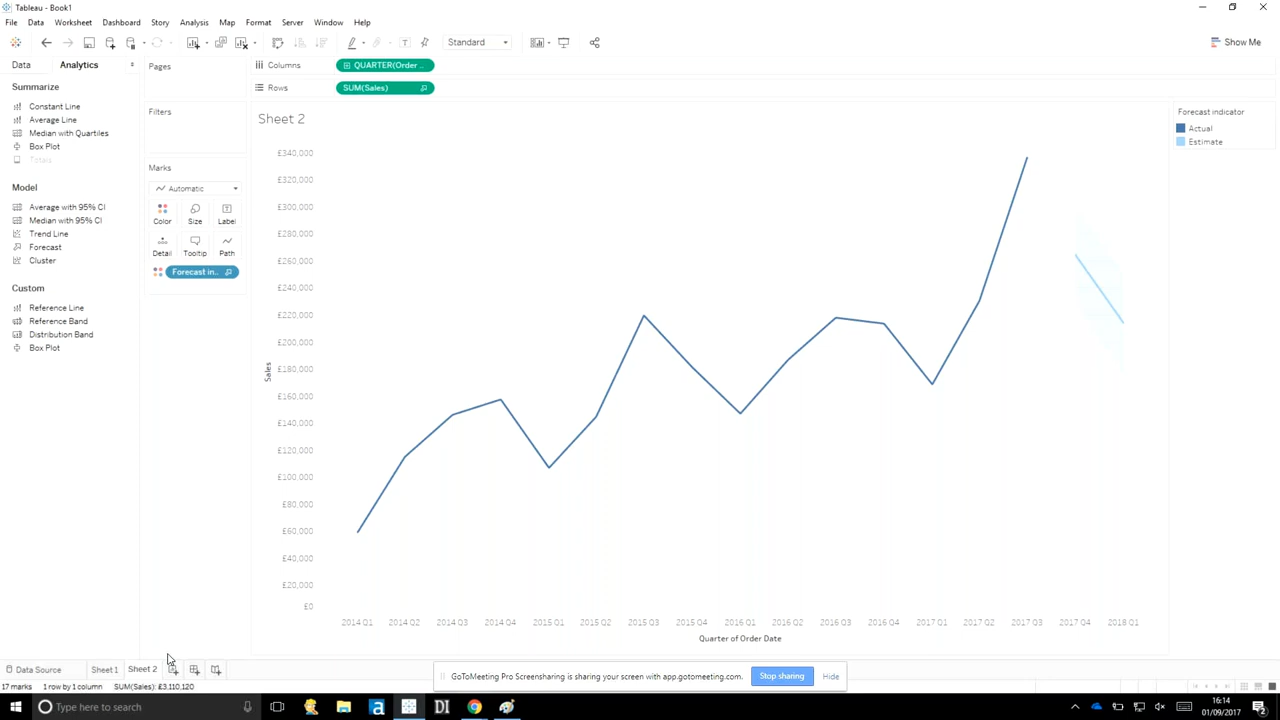 Tableau - Book1
File Data Worksheet Dashboard Story Analysis Map Format Server Window Help
Standard
Show Me
Data Analytics
Summarize
Constant Line
Average Line
Median with Quartiles
Box Plot
Totals
Model
Average with 95% CI
Median with 95% CI
Trend Line
Forecast
Cluster
Custom
Reference Line
Reference Band
Distribution Band
Box Plot
Pages
Filters
Marks
Automatic
Color Size Label
Detail Tooltip Path
Forecast in..
Columns QUARTER(Order ..
Rows SUM(Sales)
Sheet 2
£340,000
£320,000
£300,000
£280,000
£260,000
£240,000
£220,000
£200,000
£180,000
£160,000
£140,000
£120,000
£100,000
£80,000
£60,000
£40,000
£20,000
£0
Sales
2014 Q1 2014 Q2 2014 Q3 2014 Q4 2015 Q1 2015 Q2 2015 Q3 2015 Q4 2016 Q1 2016 Q2 2016 Q3 2016 Q4 2017 Q1 2017 Q2 2017 Q3 2017 Q4 2018 Q1
Quarter of Order Date
Forecast indicator
Actual
Estimate
Data Source Sheet 1 Sheet 2
GoToMeeting Pro Screensharing is sharing your screen with app.gotomeeting.com. Stop sharing Hide
17 marks 1 row by 1 column SUM(Sales): £3,110,120
Type here to search
a
DI
16:14
01/09/2017
2